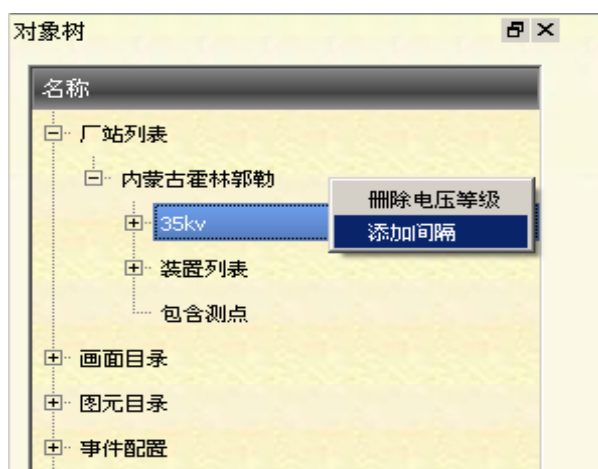 对象树
名称
厂站列表
内蒙古霍林郭勒
删除电压等级
35kv
添加间隔
装置列表
包含测点
画面目录
图元目录
事件配置